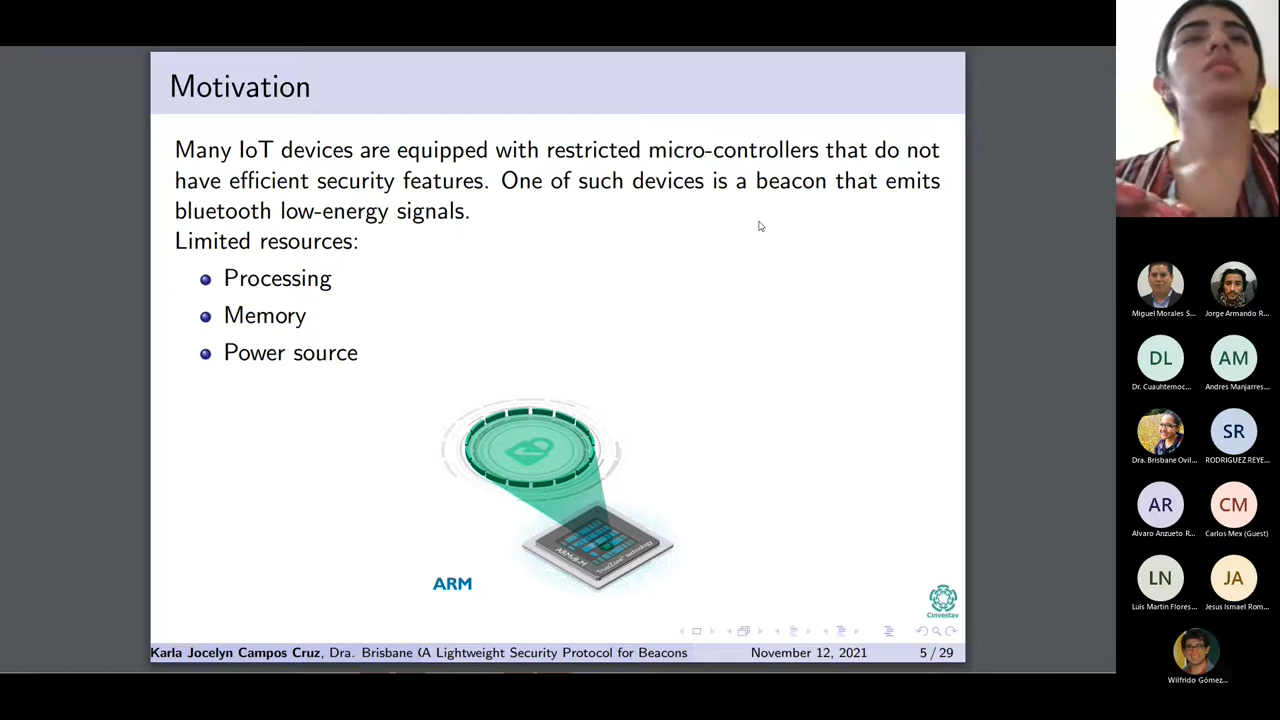 Motivation
Many IoT devices are equipped with restricted micro-controllers that do not
have efficient security features. One of such devices is a beacon that emits
bluetooth low-energy signals.
Limited resources:
Processing
Memory
Power source
ARMv8-M
TrustZone® technology
ARM
Cinvestav
Karla Jocelyn Campos Cruz, Dra. Brisbane (A Lightweight Security Protocol for Beacons
November 12, 2021
5 / 29
Miguel Morales S...
Jorge Armando R...
DL
AM
Dr. Cuauhtemoc...
Andres Manjarres...
SR
Dra. Brisbane Ovil...
RODRIGUEZ REYE...
AR
CM
Alvaro Anzueto R...
Carlos Mex (Guest)
LN
JA
Luis Martin Flores...
Jesus Ismael Rom...
Wilfrido Gómez...